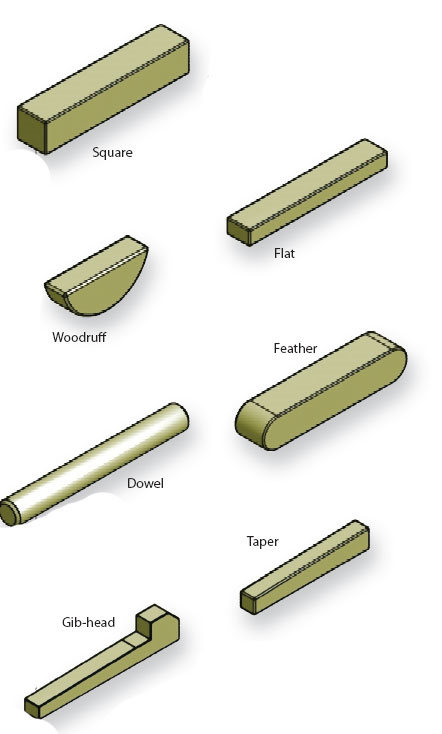 Square
Flat
Woodruff
Feather
Dowel
Taper
Gib-head